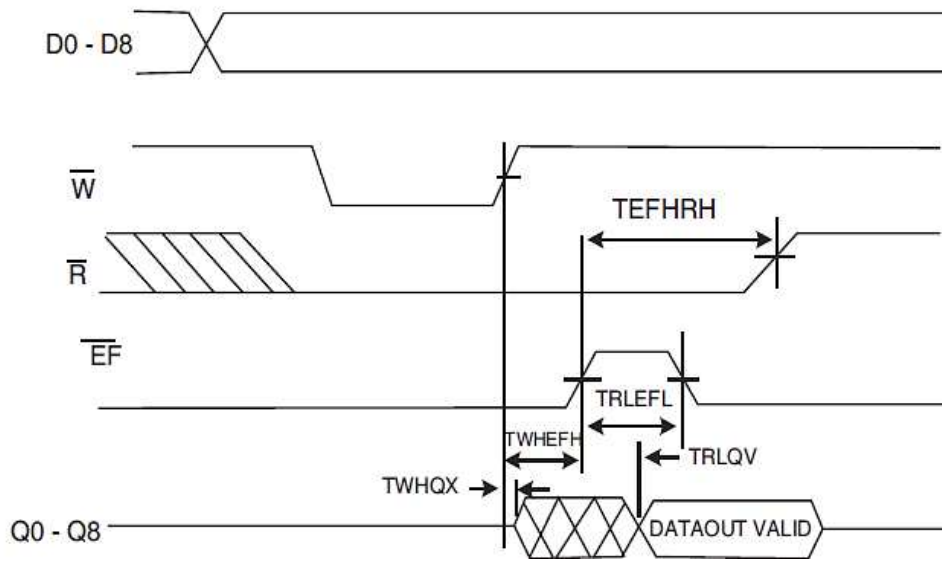 D0 - D8
W
TEFHRH
R
EF
TRLEFL
TWHEFH
TRLQV
TWHQX
Q0 - Q8
DATAOUT VALID